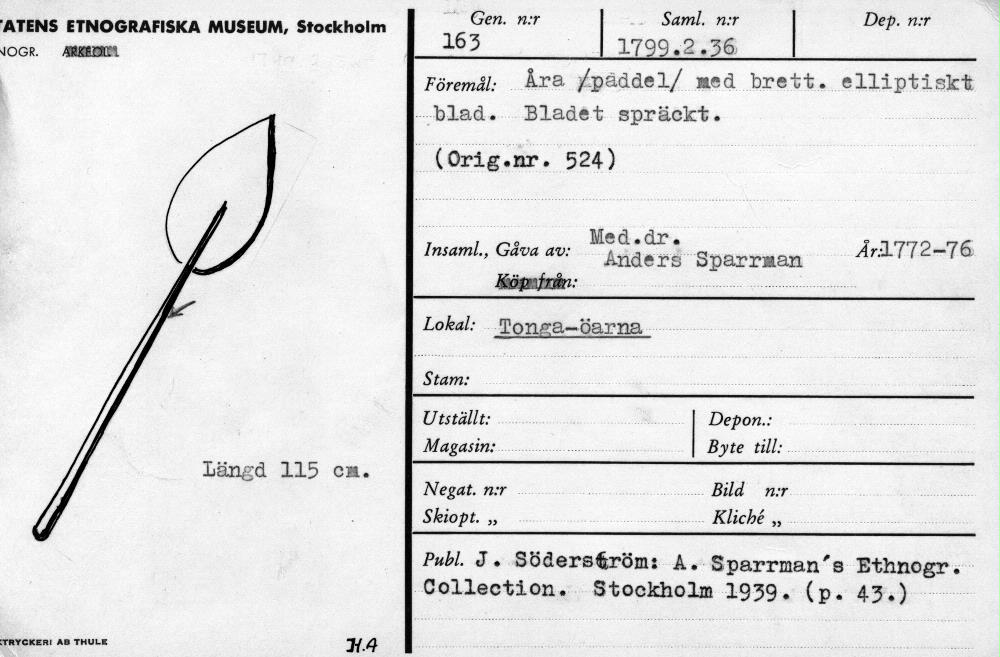 TATENS ETNOGRAFISKA MUSEUM, Stockholm
NOGR. ARKEOL.
Längd 115 cm.
KTRYCKERI AB THULE
H.A
Gen. n:r
163
Saml. n:r
1799.2.36
Dep. n:r
Föremål: Åra /paddel/ med brett. elliptiskt
blad. Bladet spräckt.
(Orig.nr. 524)
Insaml., Gåva av: Med.dr.
Anders Sparrman
År:1772-76
Köp från:
Lokal: Tonga-öarna
Stam:
Utställt:
Depon.:
Magasin:
Byte till:
Negat. n:r
Bild n:r
Skiopt. „
Kliché „
Publ. J. Söderström: A. Sparrman´s Ethnogr.
Collection. Stockholm 1939. (p. 43.)